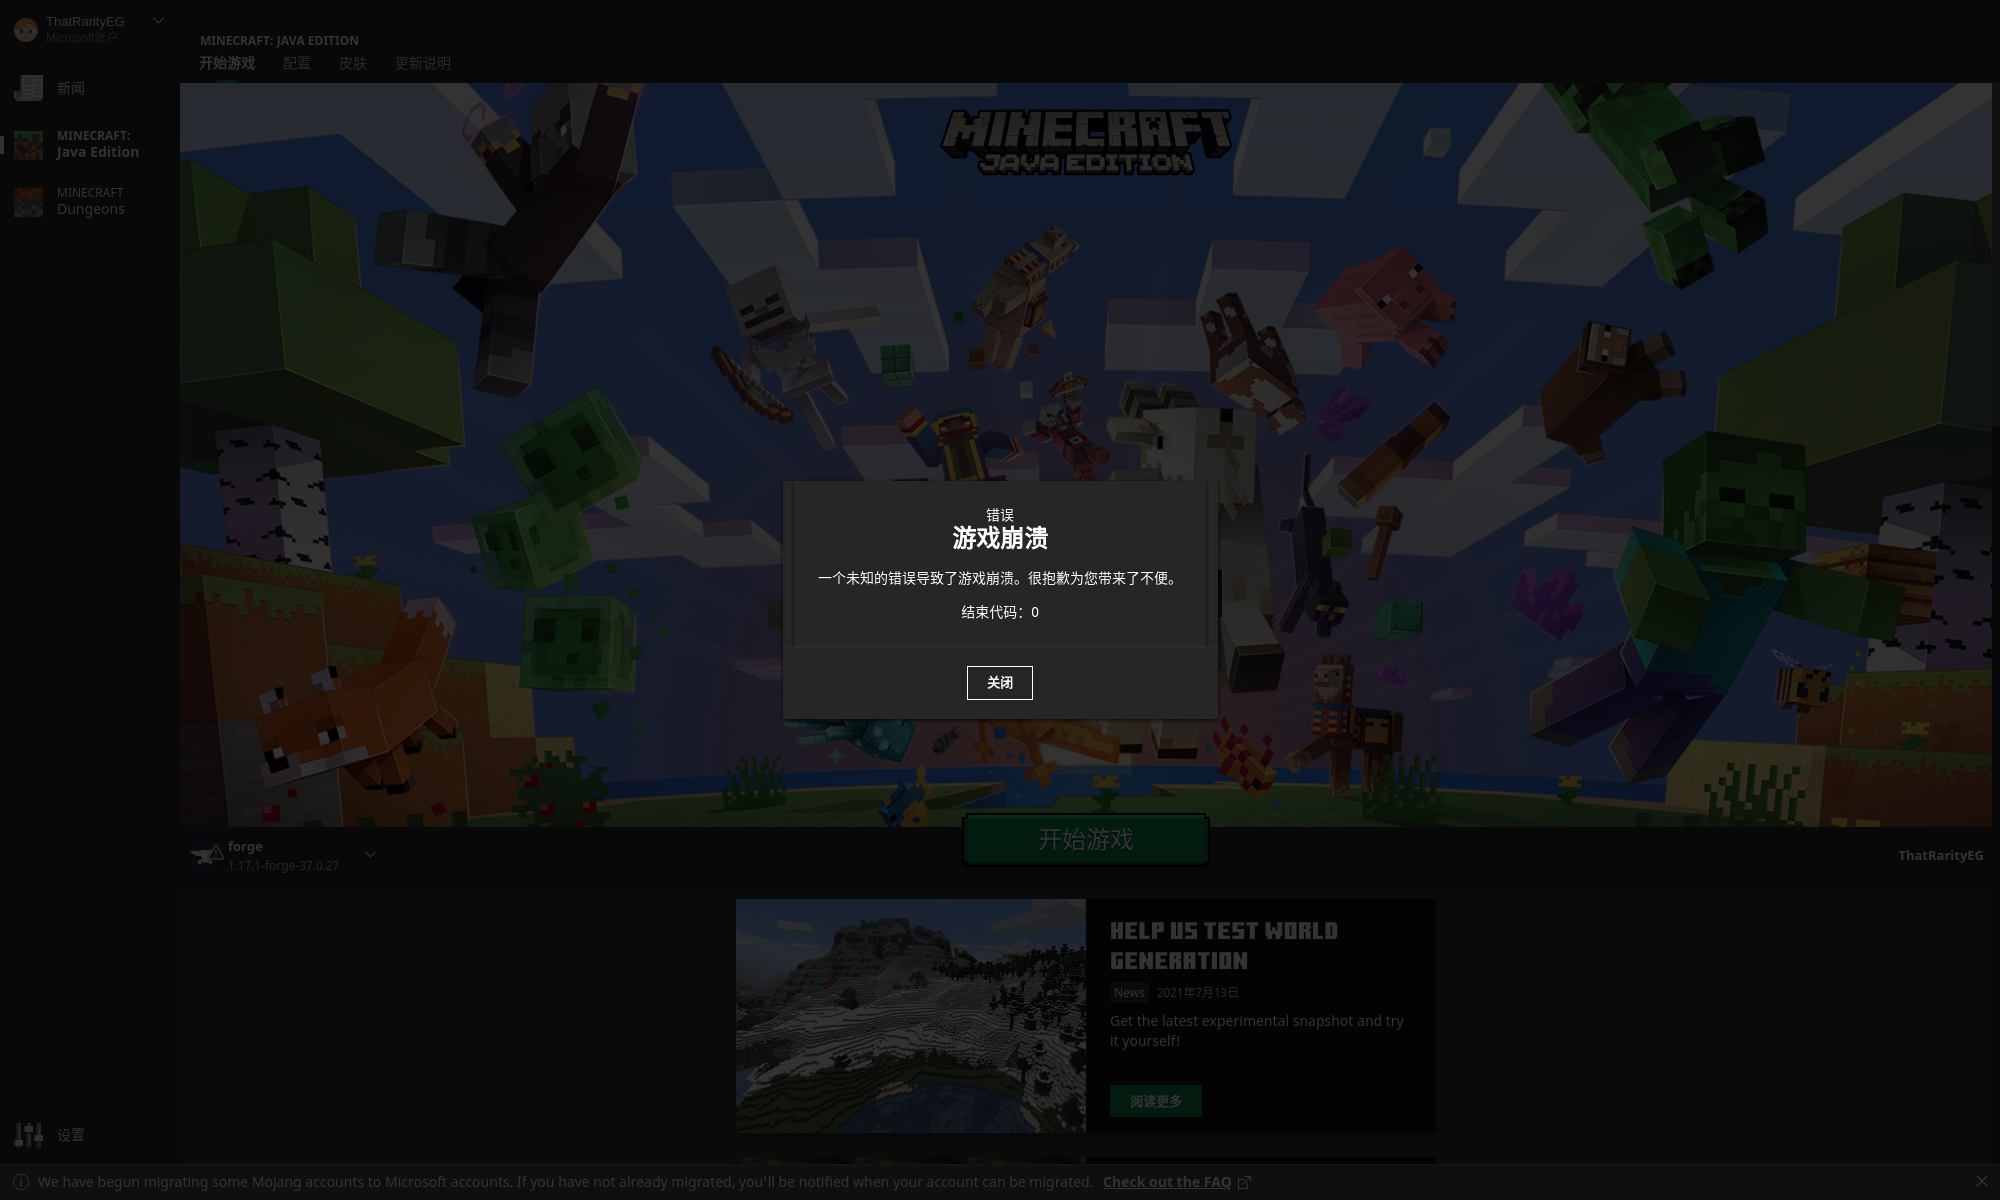 ThatRarityEG
Microsoft账户
新闻
MINECRAFT:
Java Edition
MINECRAFT
Dungeons
设置
MINECRAFT: JAVA EDITION
开始游戏 配置 皮肤 更新说明
MINECRAFT
JAVA EDITION
错误
游戏崩溃
一个未知的错误导致了游戏崩溃。很抱歉为您带来了不便。
结束代码：0
关闭
forge
1.17.1-forge-37.0.27
开始游戏
ThatRarityEG
HELP US TEST WORLD
GENERATION
News 2021年7月13日
Get the latest experimental snapshot and try
it yourself!
阅读更多
We have begun migrating some Mojang accounts to Microsoft accounts. If you have not already migrated, you'll be notified when your account can be migrated. Check out the FAQ